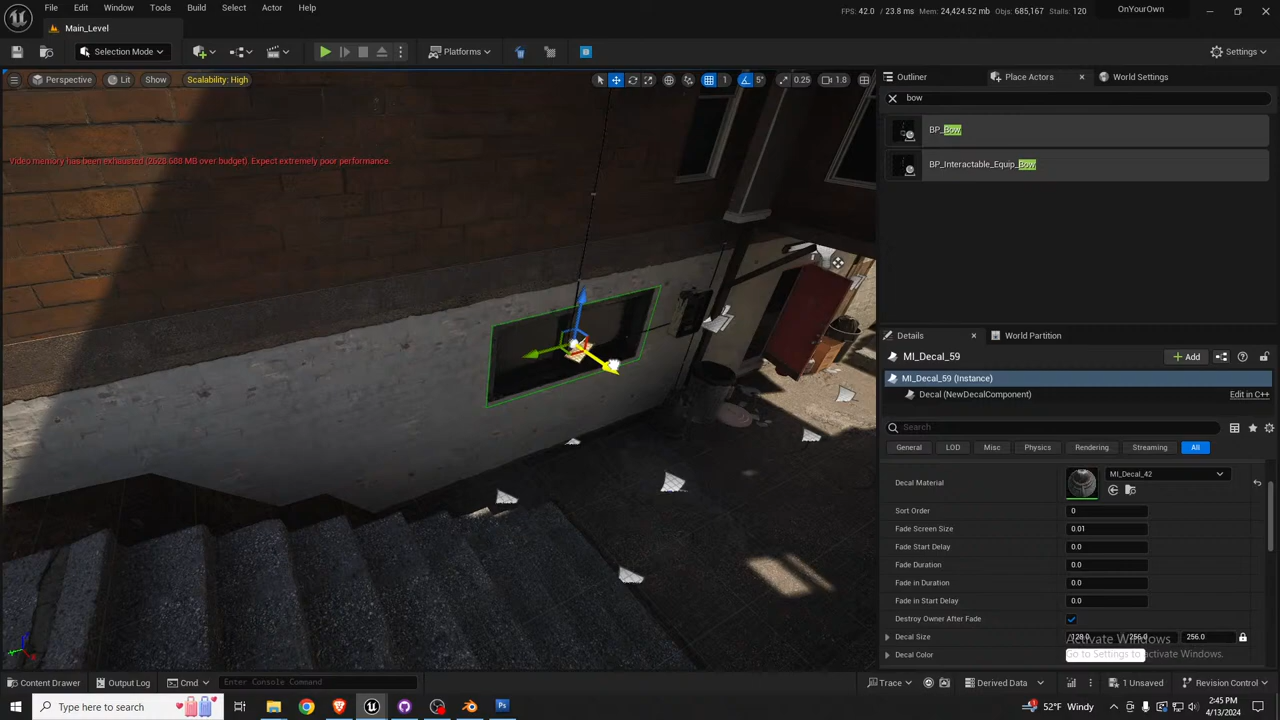 File Edit Window Tools Build Select Actor Help
FPS: 42.0 / 23.8 ms Mem: 24,424.52 mb Objs: 685,167 Stalls: 120
OnYourOwn
Main_Level
Selection Mode
Platforms
Settings
Perspective Lit Show Scalability: High
1 5° 0.25 1.8
Outliner Place Actors World Settings
bow
BP_Bow
BP_Interactable_Equip_Bow
Video memory has been exhausted (2623.688 MB over budget). Expect extremely poor performance.
Details World Partition
MI_Decal_59
Add
MI_Decal_59 (Instance)
Decal (NewDecalComponent) Edit in C++
Search
General LOD Misc Physics Rendering Streaming All
Decal Material MI_Decal_42
Sort Order 0
Fade Screen Size 0.01
Fade Start Delay 0.0
Fade Duration 0.0
Fade in Duration 0.0
Fade in Start Delay 0.0
Destroy Owner After Fade
Decal Size 128.0 256.0 256.0
Decal Color
Activate Windows
Go to Settings to activate Windows.
Content Drawer Output Log Cmd Enter Console Command
Trace Derived Data 1 Unsaved Revision Control
Type here to search
52°F Windy
2:45 PM
4/13/2024